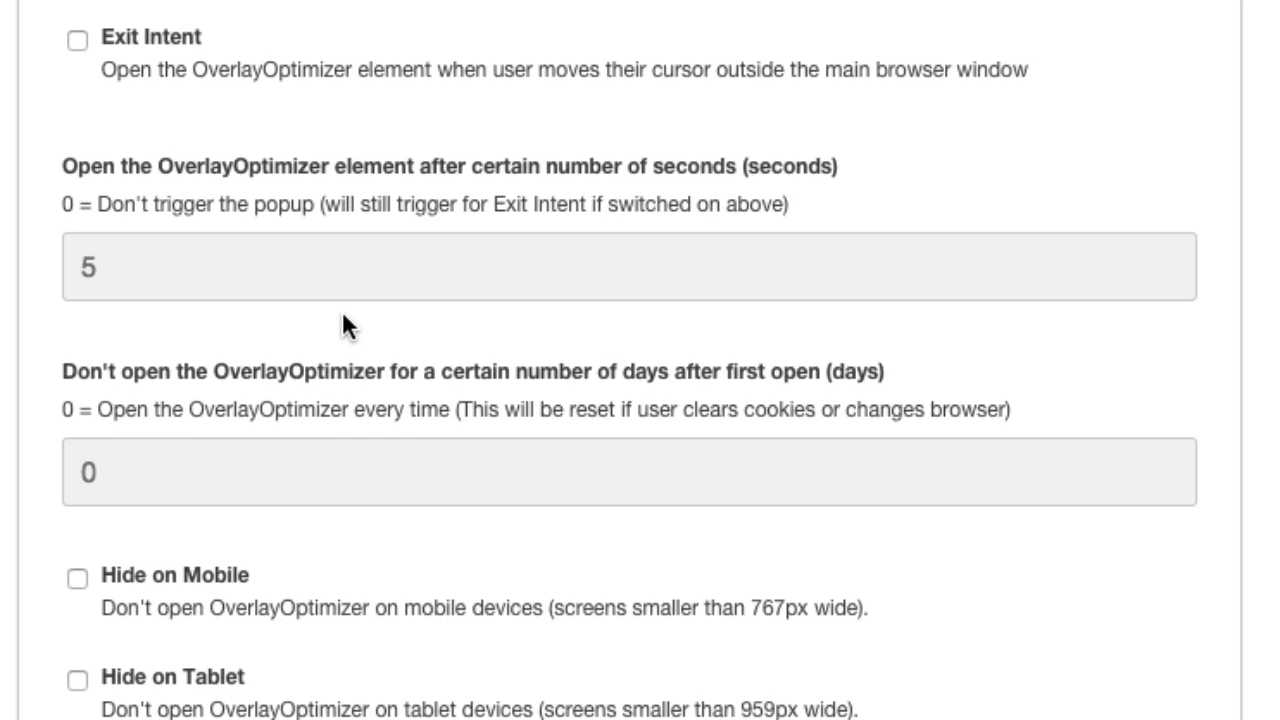 Exit Intent
Open the OverlayOptimizer element when user moves their cursor outside the main browser window
Open the OverlayOptimizer element after certain number of seconds (seconds)
0 = Don't trigger the popup (will still trigger for Exit Intent if switched on above)
5
Don't open the OverlayOptimizer for a certain number of days after first open (days)
0 = Open the OverlayOptimizer every time (This will be reset if user clears cookies or changes browser)
0
Hide on Mobile
Don't open OverlayOptimizer on mobile devices (screens smaller than 767px wide).
Hide on Tablet
Don't open OverlayOptimizer on tablet devices (screens smaller than 959px wide).